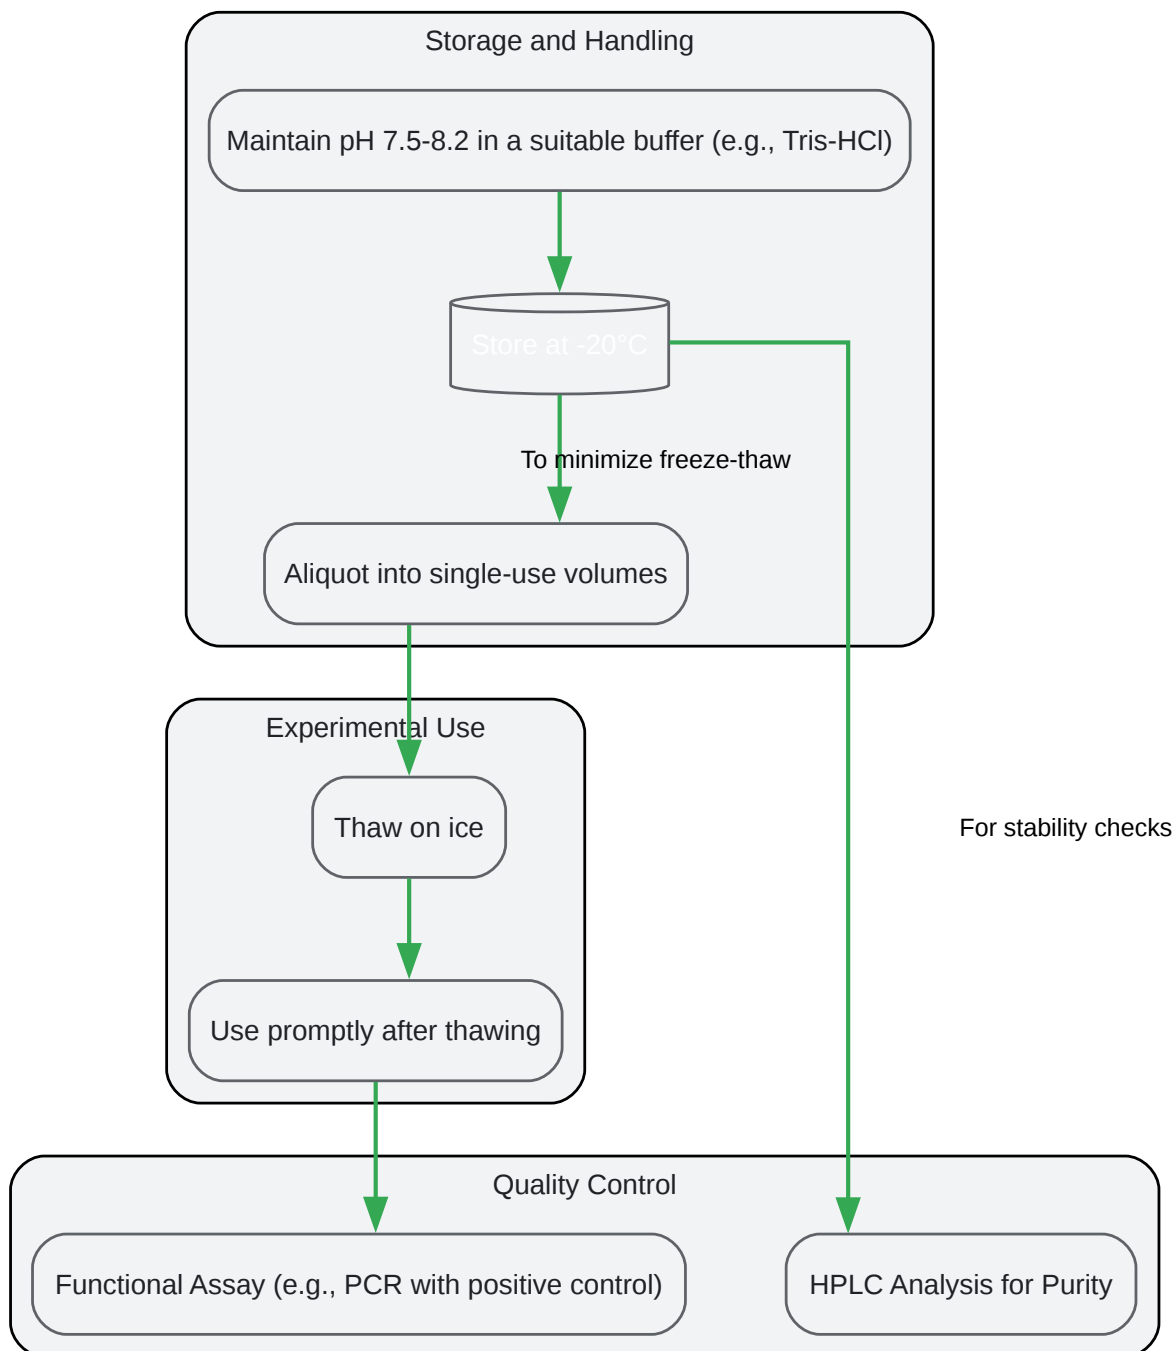 Storage and Handling
Maintain pH 7.5-8.2 in a suitable buffer (e.g., Tris-HCl)
Store at -20°C
To minimize freeze-thaw
Aliquot into single-use volumes
Experimental Use
Thaw on ice
For stability checks
Use promptly after thawing
Quality Control
Functional Assay (e.g., PCR with positive control)
HPLC Analysis for Purity